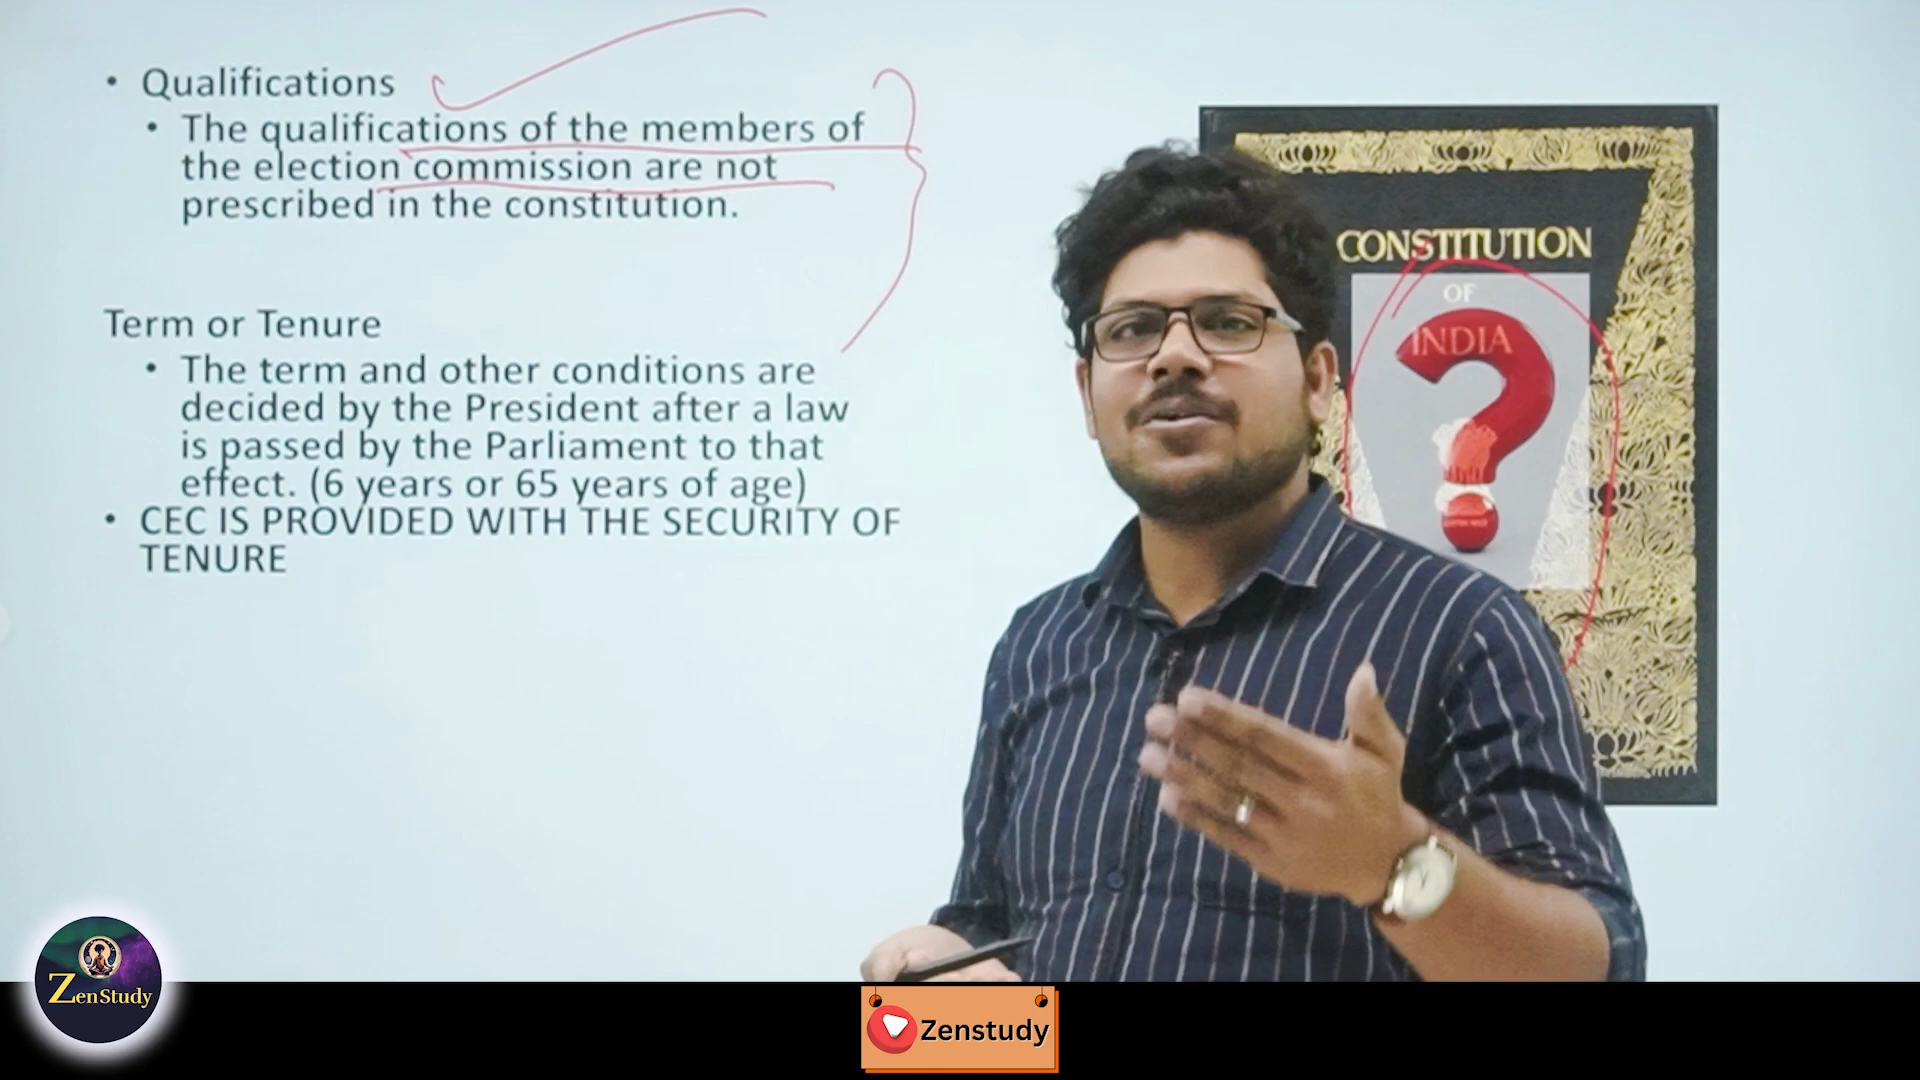 • Qualifications
• The qualifications of the members of
the election commission are not
prescribed in the constitution.
Term or Tenure
• The term and other conditions are
decided by the President after a law
is passed by the Parliament to that
effect. (6 years or 65 years of age)
• CEC IS PROVIDED WITH THE SECURITY OF
TENURE
CONSTITUTION
OF
INDIA
ZenStudy
Zenstudy